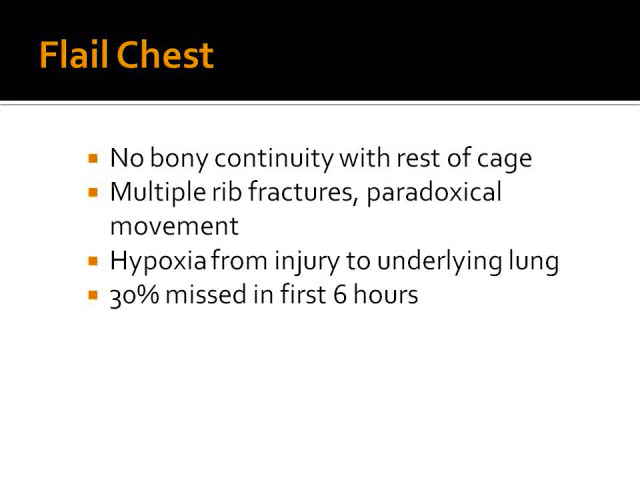 Flail Chest
No bony continuity with rest of cage
Multiple rib fractures, paradoxical
movement
Hypoxia from injury to underlying lung
30% missed in first 6 hours